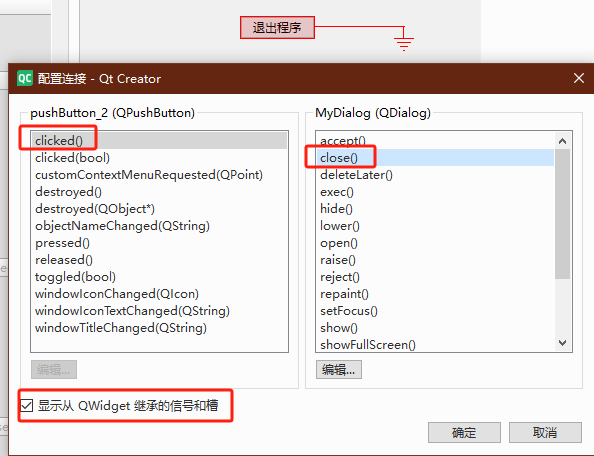 退出程序
QC 配置连接 - Qt Creator
pushButton_2 (QPushButton)
clicked()
clicked(bool)
customContextMenuRequested(QPoint)
destroyed()
destroyed(QObject*)
objectNameChanged(QString)
pressed()
released()
toggled(bool)
windowIconChanged(QIcon)
windowIconTextChanged(QString)
windowTitleChanged(QString)
编辑...
MyDialog (QDialog)
accept()
close()
deleteLater()
exec()
hide()
lower()
open()
raise()
reject()
repaint()
setFocus()
show()
showFullScreen()
编辑...
显示从 QWidget 继承的信号和槽
确定
取消